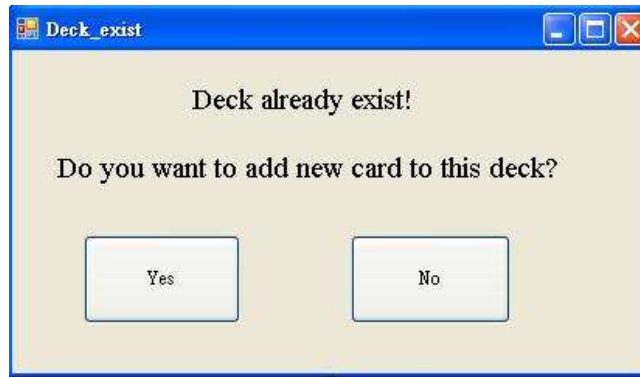 Deck_exist
Deck already exist!
Do you want to add new card to this deck?
Yes
No